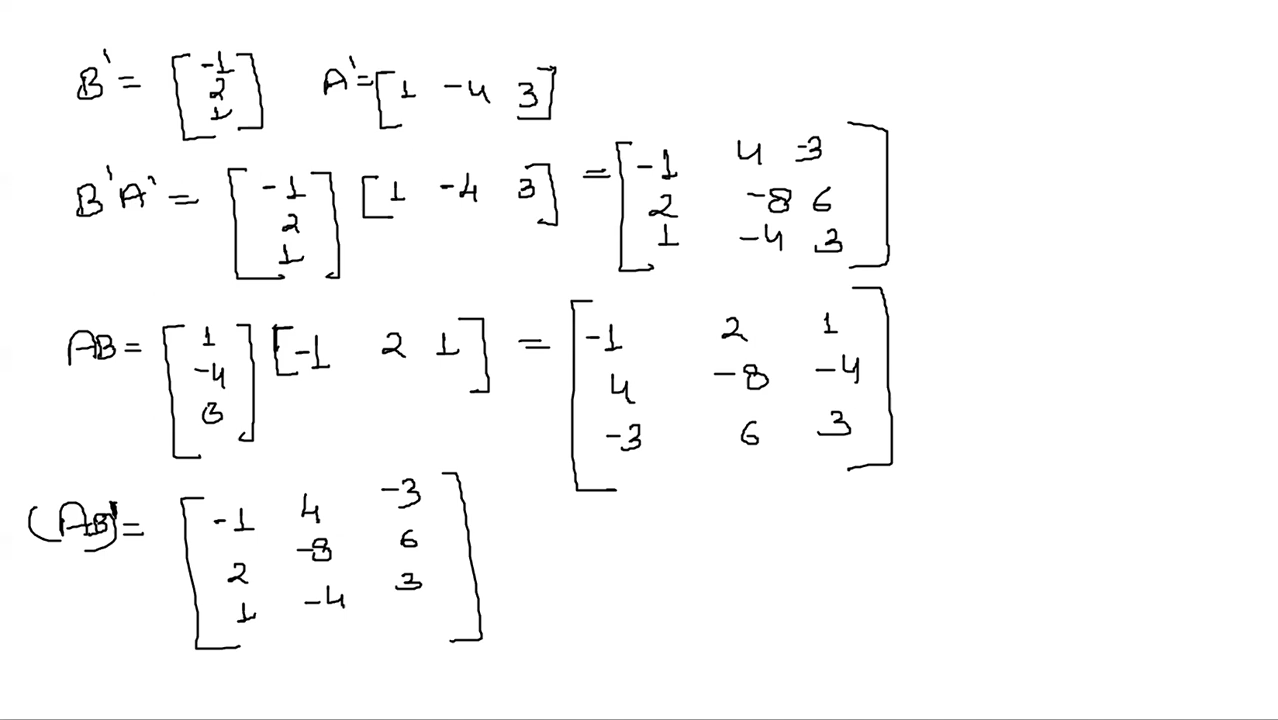 B' = [-1 2 1] A' = [1 -4 3]
B'A' = [-1 2 1] [1 -4 3] = [-1 4 -3 2 -8 6 1 -4 3]
AB = [1 -4 3] [-1 2 1] = [-1 2 1 4 -8 -4 -3 6 3]
(AB)' = [-1 4 -3 2 -8 6 1 -4 3]